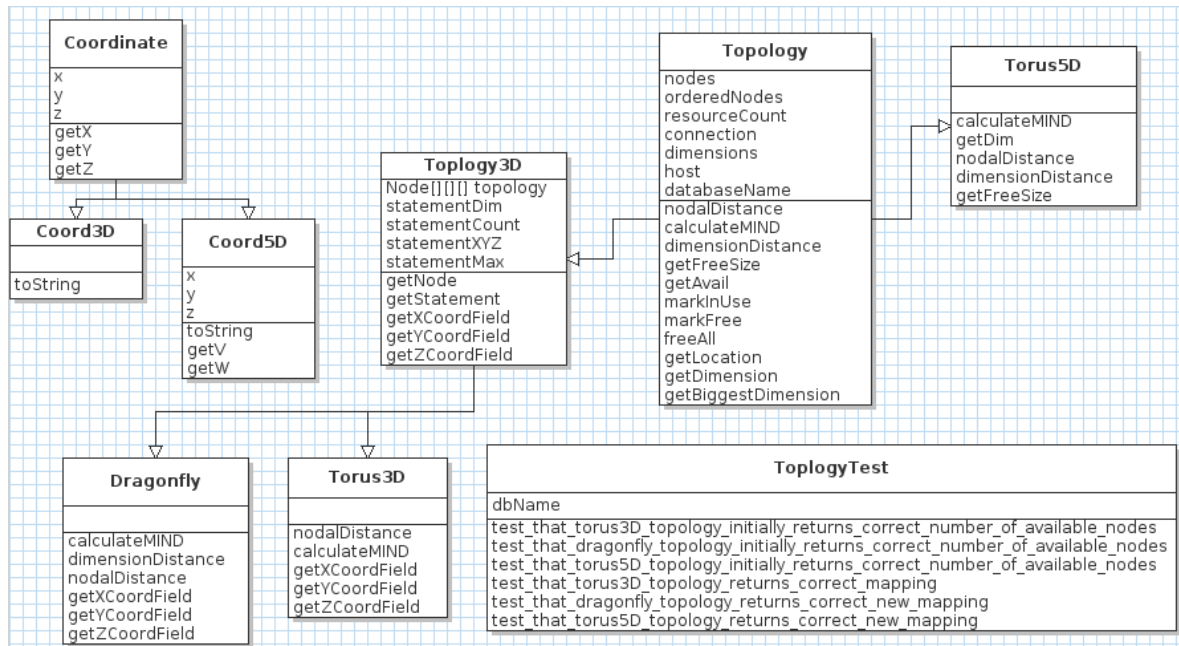 Coordinate
x
y
z
getX
getY
getZ
Coord3D
toString
Coord5D
x
y
z
toString
getV
getW
Toplogy3D
Node[][][] topology
statementDim
statementCount
statementXYZ
statementMax
getNode
getStatement
getXCoordField
getYCoordField
getZCoordField
Topology
nodes
orderedNodes
resourceCount
connection
dimensions
host
databaseName
nodalDistance
calculateMIND
dimensionDistance
getFreeSize
getAvail
markInUse
markFree
freeAll
getLocation
getDimension
getBiggestDimension
Torus5D
calculateMIND
getDim
nodalDistance
dimensionDistance
getFreeSize
Dragonfly
calculateMIND
dimensionDistance
nodalDistance
getXCoordField
getYCoordField
getZCoordField
Torus3D
nodalDistance
calculateMIND
getXCoordField
getYCoordField
getZCoordField
ToplogyTest
dbName
test_that_torus3D_topology_initially_returns_correct_number_of_available_nodes
test_that_dragonfly_topology_initially_returns_correct_number_of_available_nodes
test_that_torus5D_topology_initially_returns_correct_number_of_available_nodes
test_that_torus3D_topology_returns_correct_mapping
test_that_dragonfly_topology_returns_correct_new_mapping
test_that_torus5D_topology_returns_correct_new_mapping